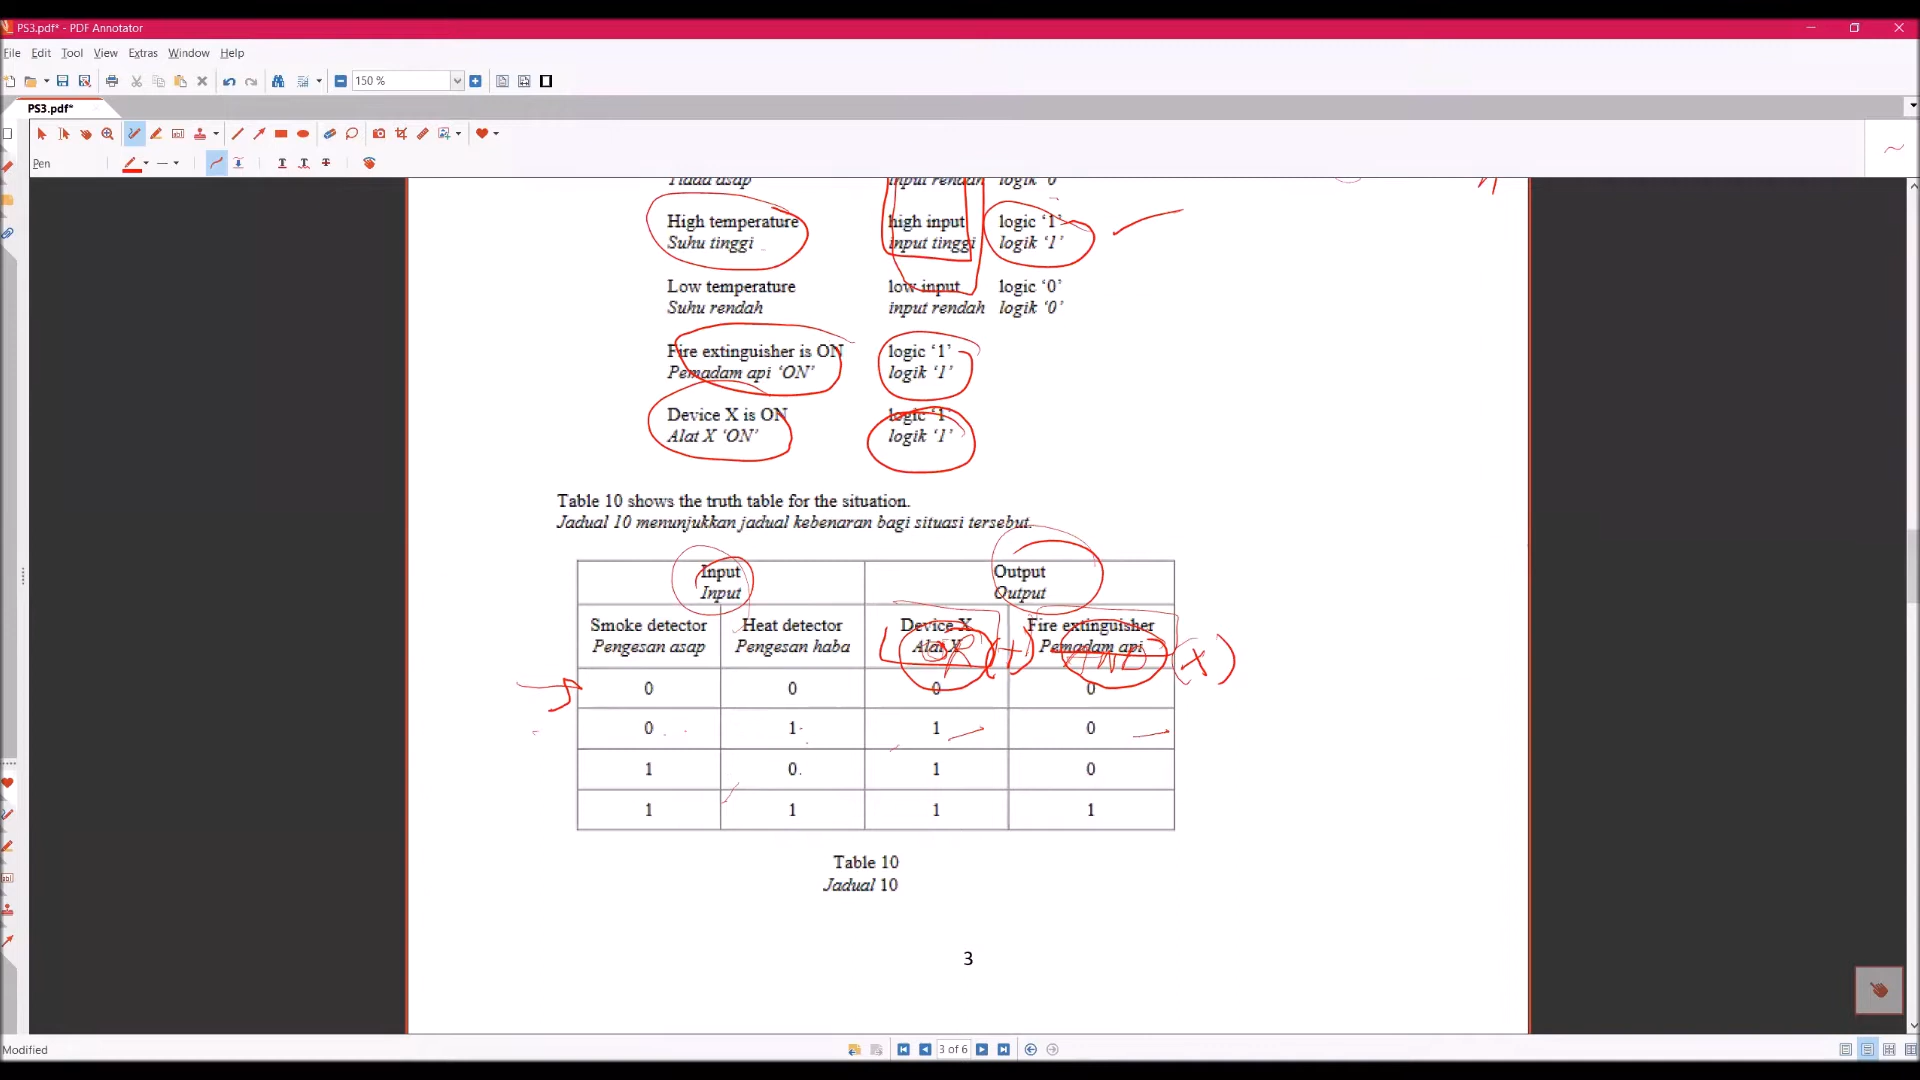 PS3.pdf* - PDF Annotator
File Edit Tool View Extras Window Help
150 %
PS3.pdf*
Pen
Tiada asap input rendah logik '0'
High temperature high input logic '1'
Suhu tinggi input tinggi logik '1'
Low temperature low input logic '0'
Suhu rendah input rendah logik '0'
Fire extinguisher is ON logic '1'
Pemadam api 'ON' logik '1'
Device X is ON logic '1'
Alat X 'ON' logik '1'
Table 10 shows the truth table for the situation.
Jadual 10 menunjukkan jadual kebenaran bagi situasi tersebut.
Input Output
Input Output
Smoke detector Heat detector Device X Fire extinguisher
Pengesan asap Pengesan haba Alat X Pemadam api
OR (+) AND (x)
0 0 0 0
0 1 1 0
1 0 1 0
1 1 1 1
Table 10
Jadual 10
3
Modified
3 of 6